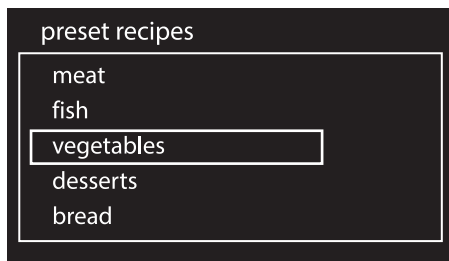 preset recipes
meat
fish
vegetables
desserts
bread